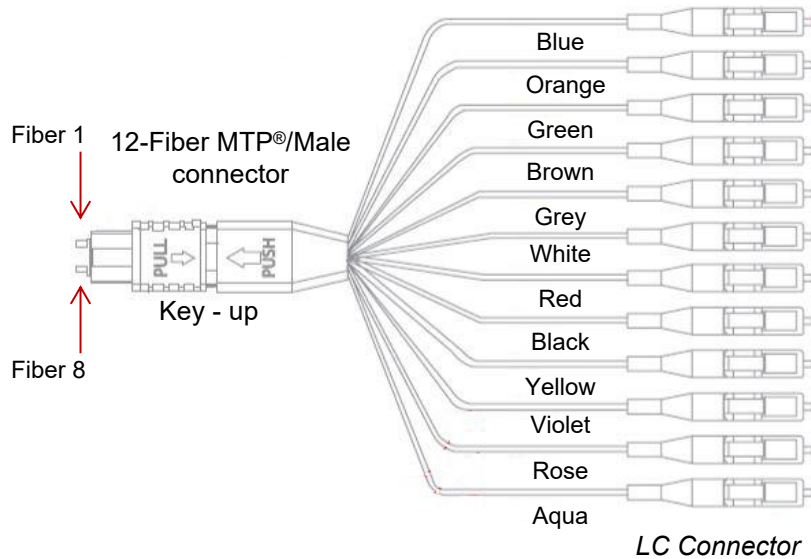 Blue
Orange
Fiber 1
12-Fiber MTP®/Male
connector
Green
Brown
Grey
PULL
PUSH
White
Key - up
Red
Black
Fiber 8
Yellow
Violet
Rose
Aqua
LC Connector